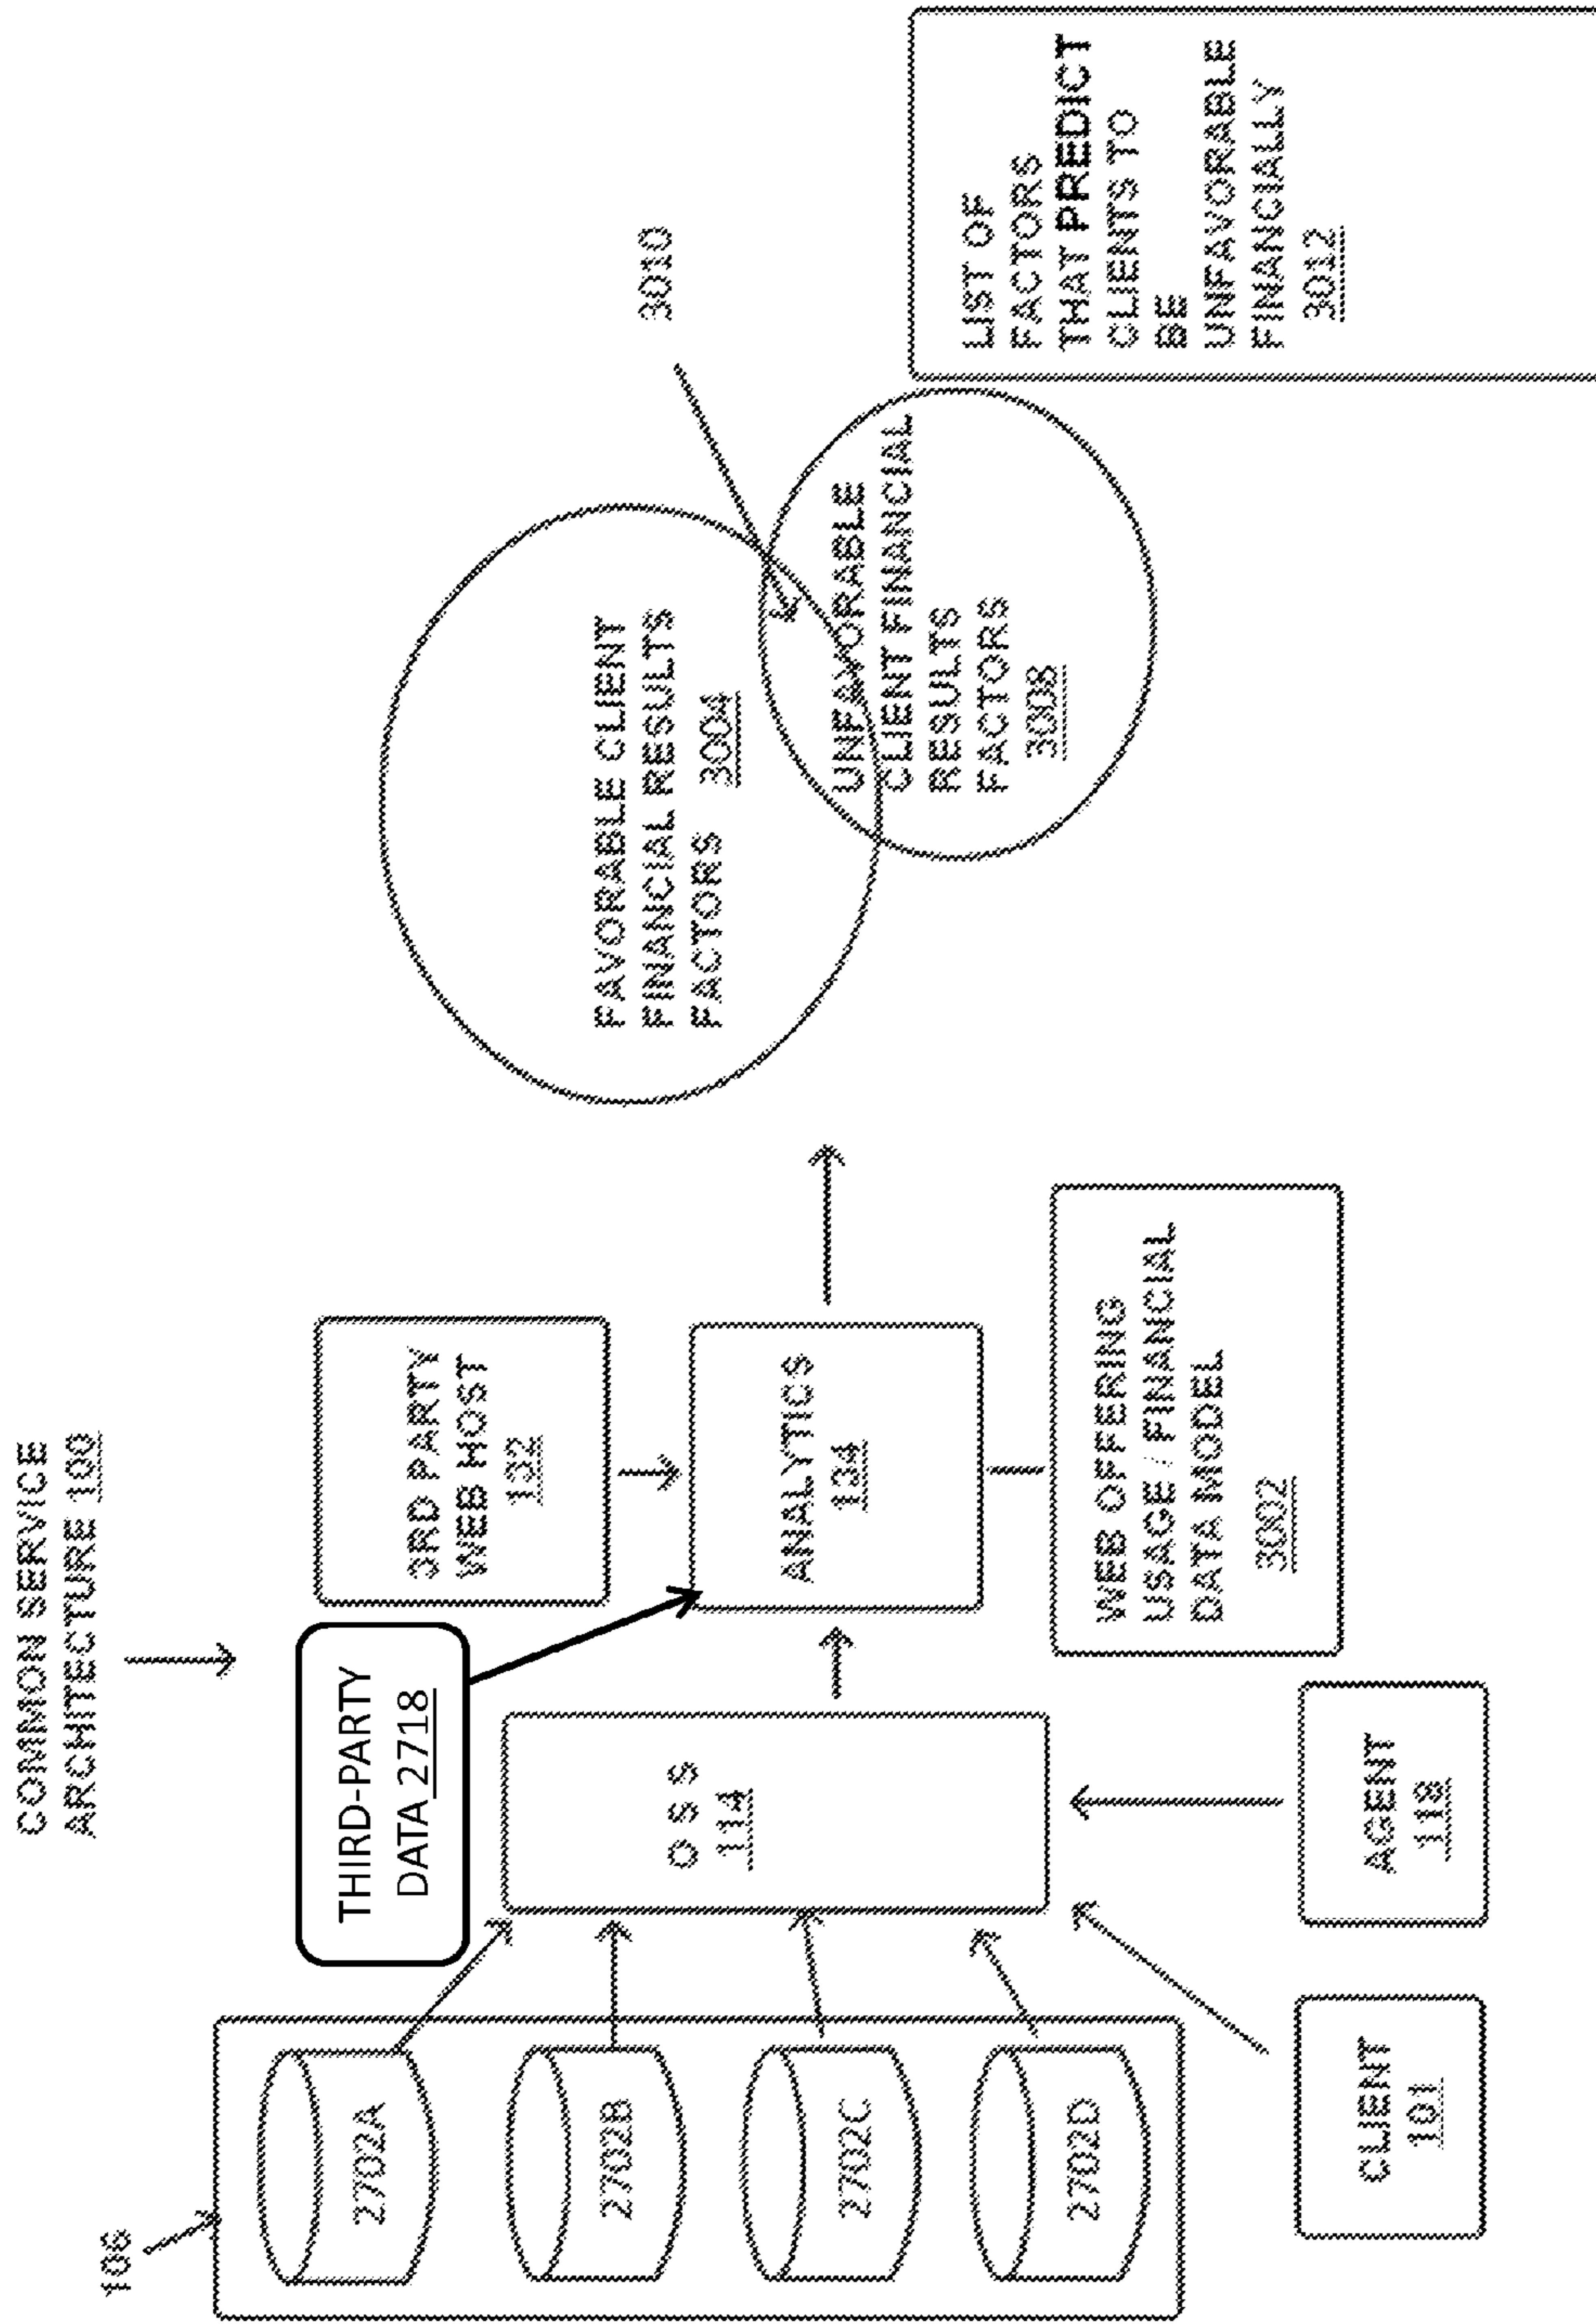 COMMON SERVICE
ARCHITECTURE 100
106
2702A
2702B
2702C
2702D
CLIENT
101
AGENT
118
THIRD-PARTY
DATA 2718
O S S
114
3RD PARTY
WEB HOST
132
ANALYTICS
134
WEB OFFERING
USAGE / FINANCIAL
DATA MODEL
3002
FAVORABLE CLIENT
FINANCIAL RESULTS
FACTORS 3004
UNFAVORABLE
CLIENT FINANCIAL
RESULTS
FACTORS
3008
3010
LIST OF
FACTORS
THAT PREDICT
CLIENTS TO
BE
UNFAVORABLE
FINANCIALLY
3012